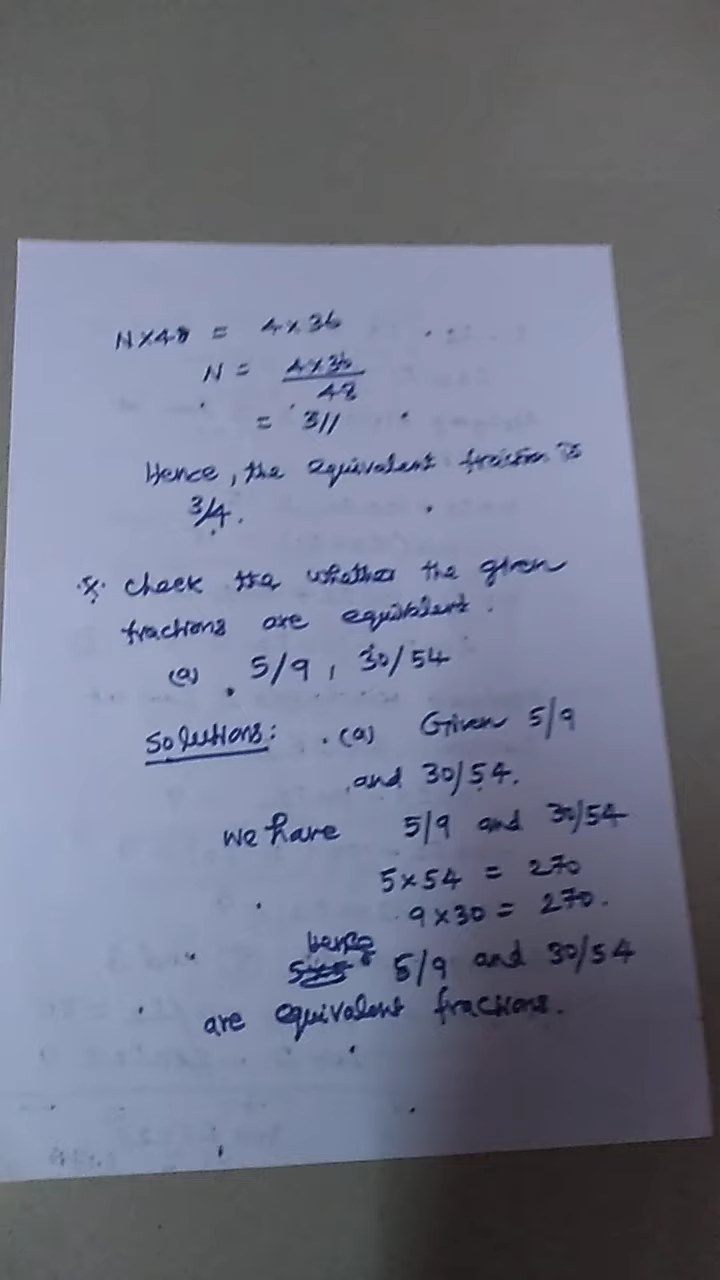 N×48 = 4×36
N = 4×36/48
= 3//
Hence, the equivalent fraction is
3/4.
* check the whether the given
fractions are equivalent.
(a) 5/9, 30/54
Solutions: (a) Given 5/9
and 30/54.
we have 5/9 and 30/54
5×54 = 270
9×30 = 270.
hence 5/9 and 30/54
are equivalent fractions.